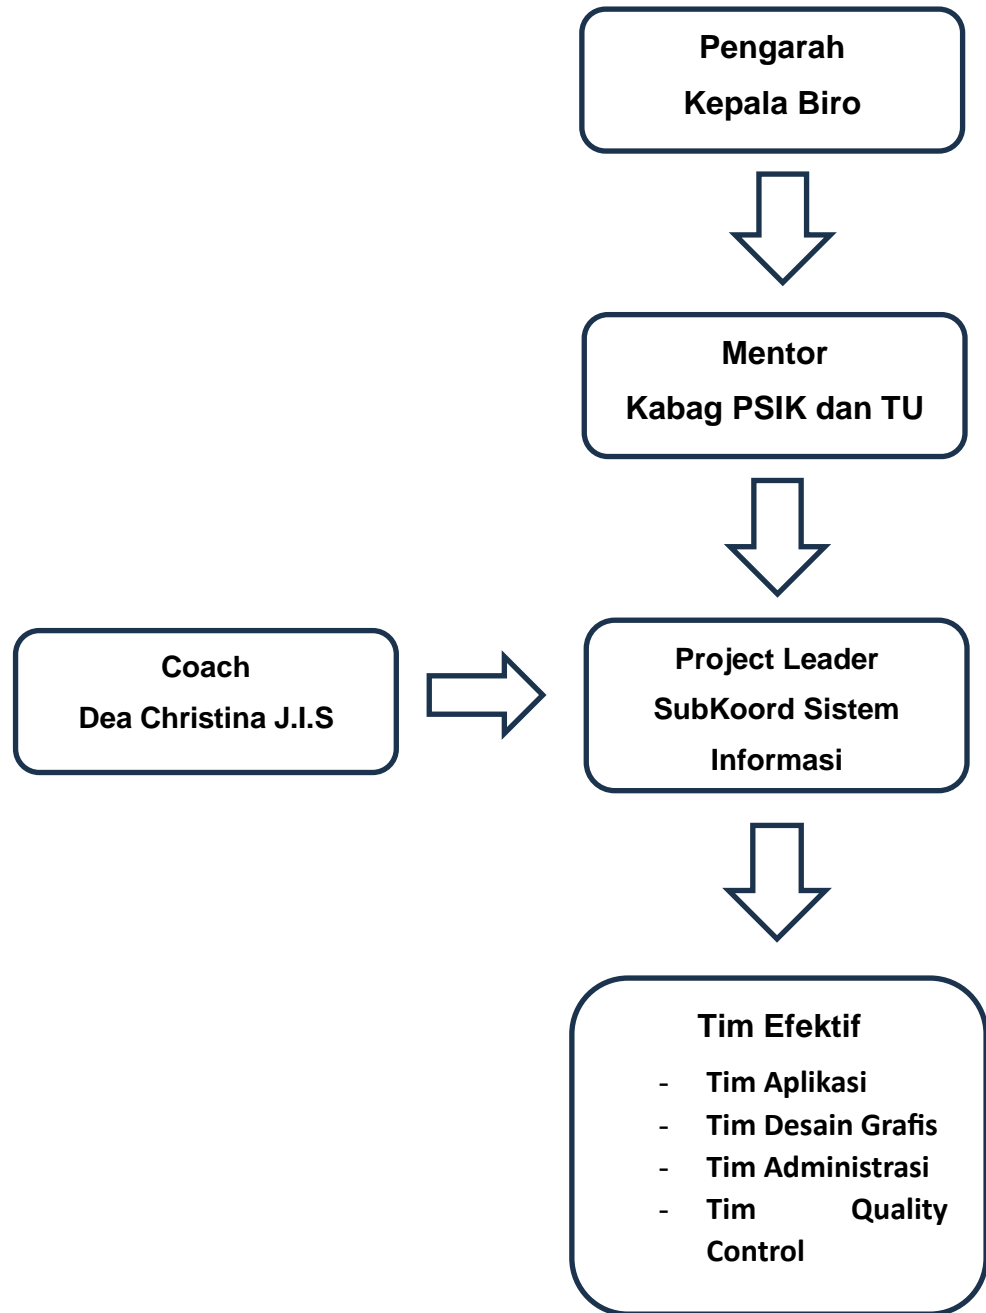 Pengarah
Kepala Biro
Mentor
Kabag PSIK dan TU
Coach
Dea Christina J.I.S
Project Leader
SubKoord Sistem
Informasi
Tim Efektif
- Tim Aplikasi
- Tim Desain Grafis
- Tim Administrasi
- Tim Quality
Control